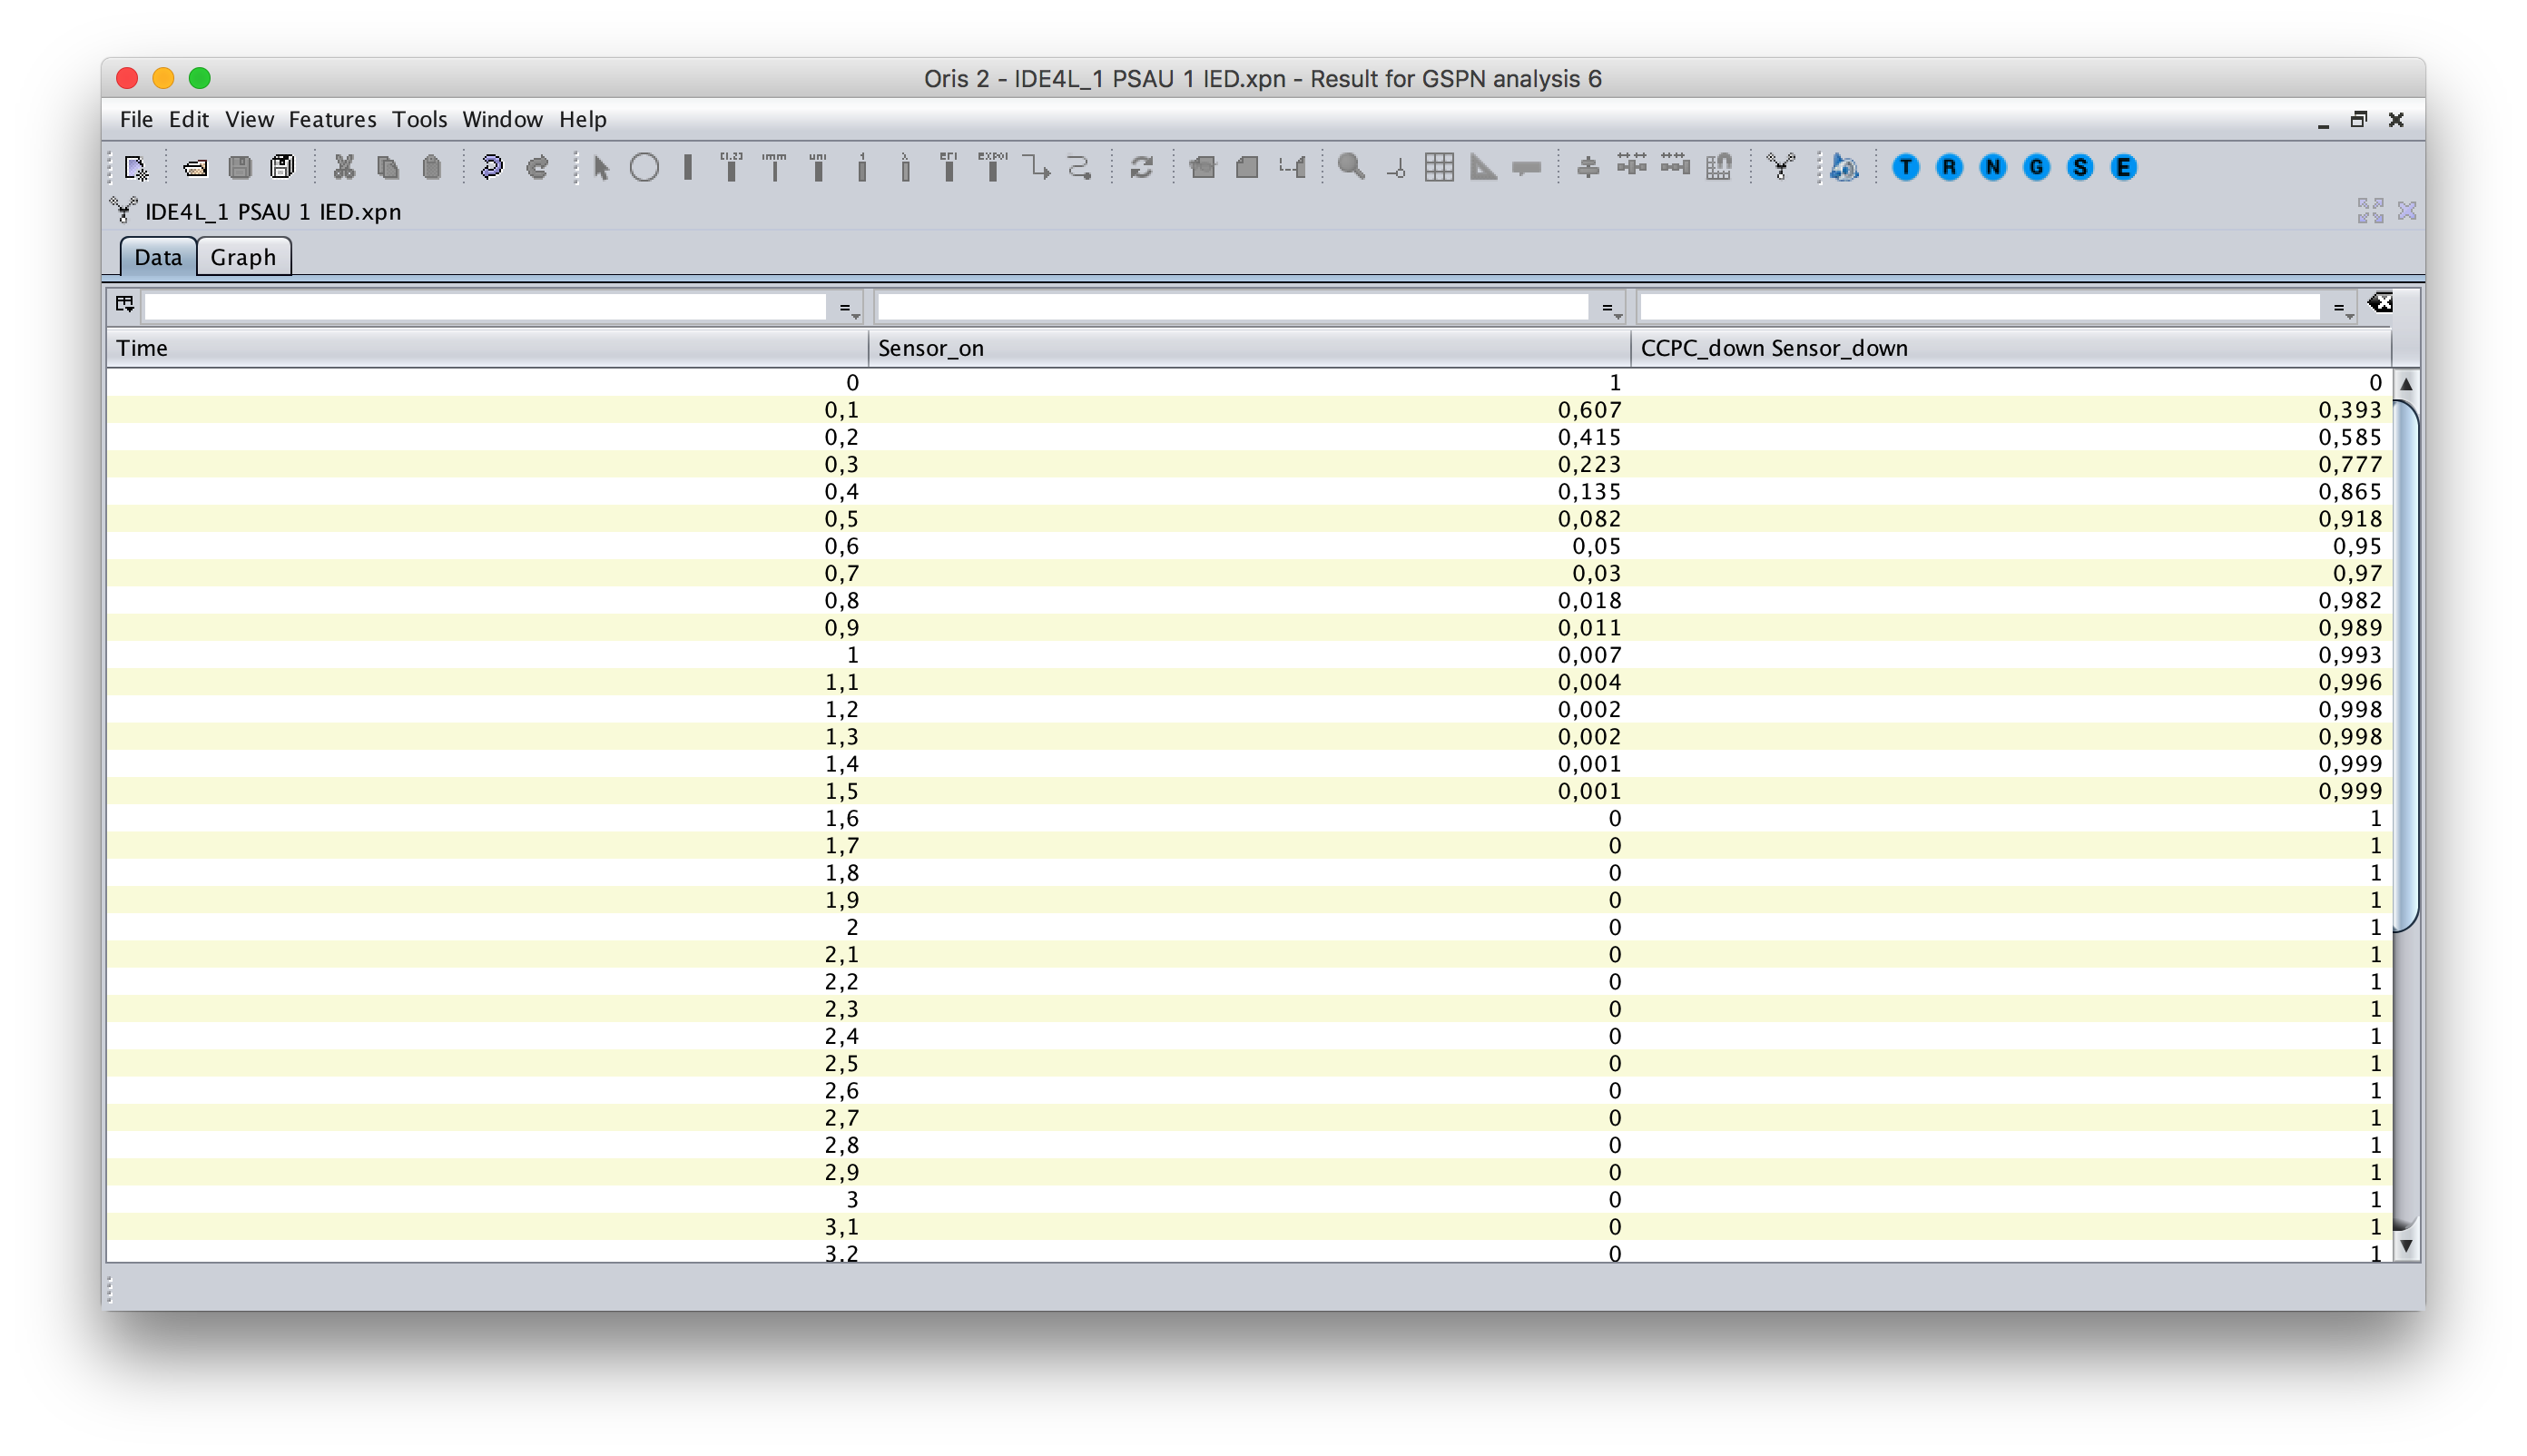 Oris 2 - IDE4L_1 PSAU 1 IED.xpn - Result for GSPN analysis 6
File Edit View Features Tools Window Help
[1,2] imm uni 1 λ EFT EXPOL T R N G S E
IDE4L_1 PSAU 1 IED.xpn
Data Graph
= = =
Time Sensor_on CCPC_down Sensor_down
0 1 0
0,1 0,607 0,393
0,2 0,415 0,585
0,3 0,223 0,777
0,4 0,135 0,865
0,5 0,082 0,918
0,6 0,05 0,95
0,7 0,03 0,97
0,8 0,018 0,982
0,9 0,011 0,989
1 0,007 0,993
1,1 0,004 0,996
1,2 0,002 0,998
1,3 0,002 0,998
1,4 0,001 0,999
1,5 0,001 0,999
1,6 0 1
1,7 0 1
1,8 0 1
1,9 0 1
2 0 1
2,1 0 1
2,2 0 1
2,3 0 1
2,4 0 1
2,5 0 1
2,6 0 1
2,7 0 1
2,8 0 1
2,9 0 1
3 0 1
3,1 0 1
3,2 0 1